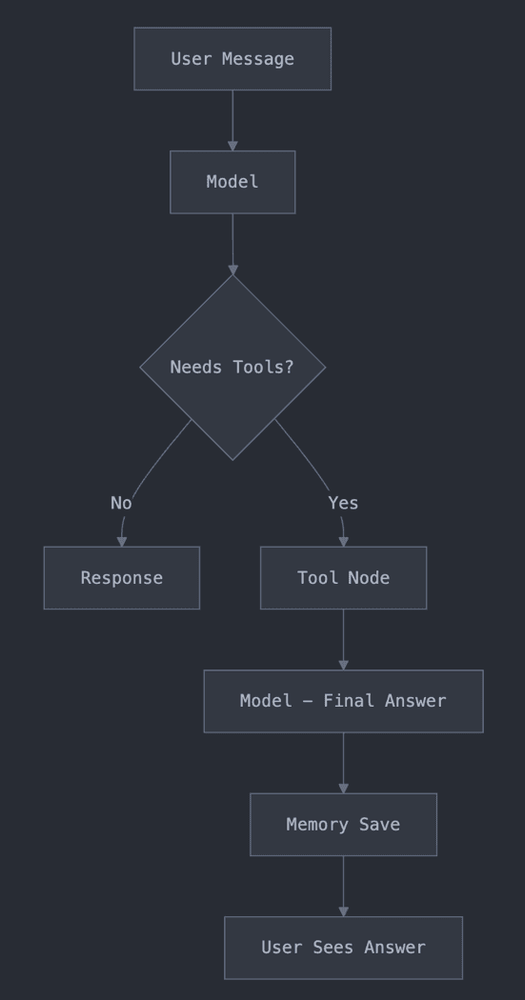 User Message
Model
Needs Tools?
No
Yes
Response
Tool Node
Model – Final Answer
Memory Save
User Sees Answer